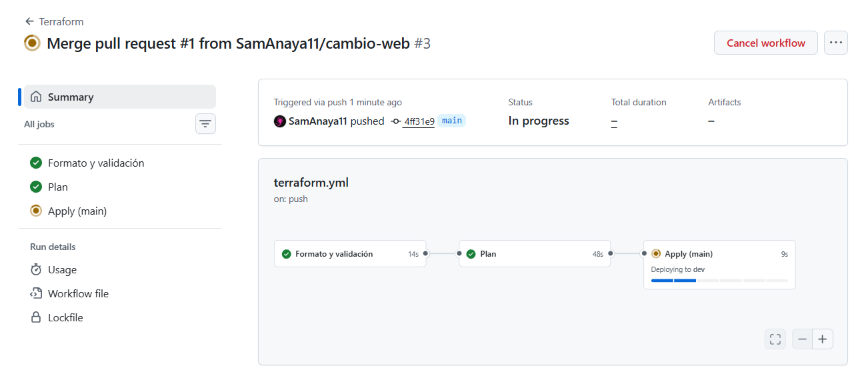 Terraform
Merge pull request #1 from SamAnaya11/cambio-web #3
Cancel workflow
Summary
All jobs
Formato y validación
Plan
Apply (main)
Run details
Usage
Workflow file
Lockfile
Triggered via push 1 minute ago
SamAnaya11 pushed 4ff31e9 main
Status
In progress
Total duration
–
Artifacts
–
terraform.yml
on: push
Formato y validación 14s
Plan 48s
Apply (main) 9s
Deploying to dev